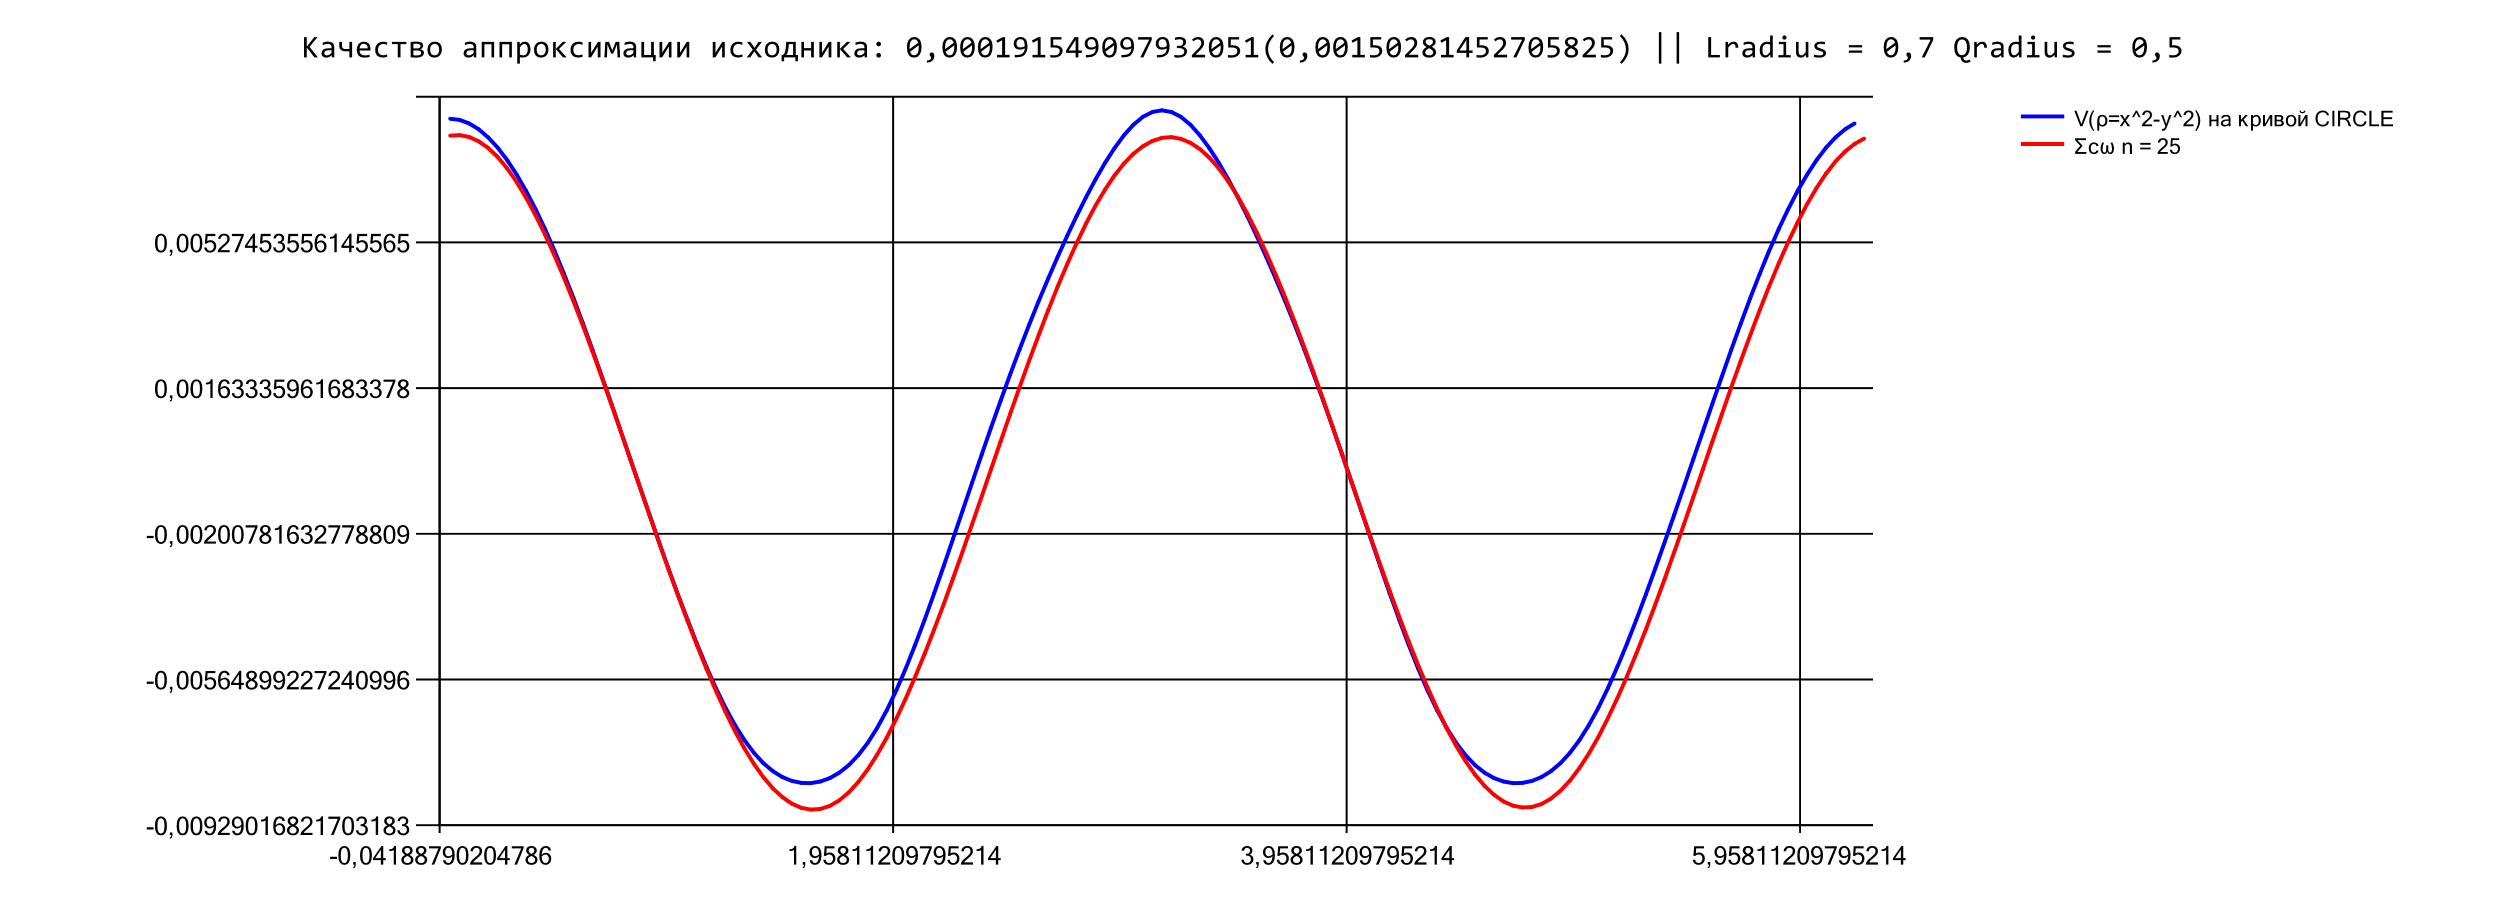 Качество аппроксимации исходника: 0,000191549097932051(0,00150281452705825) || Lradius = 0,7 Qradius = 0,5
V(ρ=x^2-y^2) на кривой CIRCLE
Σcω n = 25
0,00527453556145565
0,00163335961683378
-0,00200781632778809
-0,00564899227240996
-0,00929016821703183
-0,04188790204786 1,95811209795214 3,95811209795214 5,95811209795214